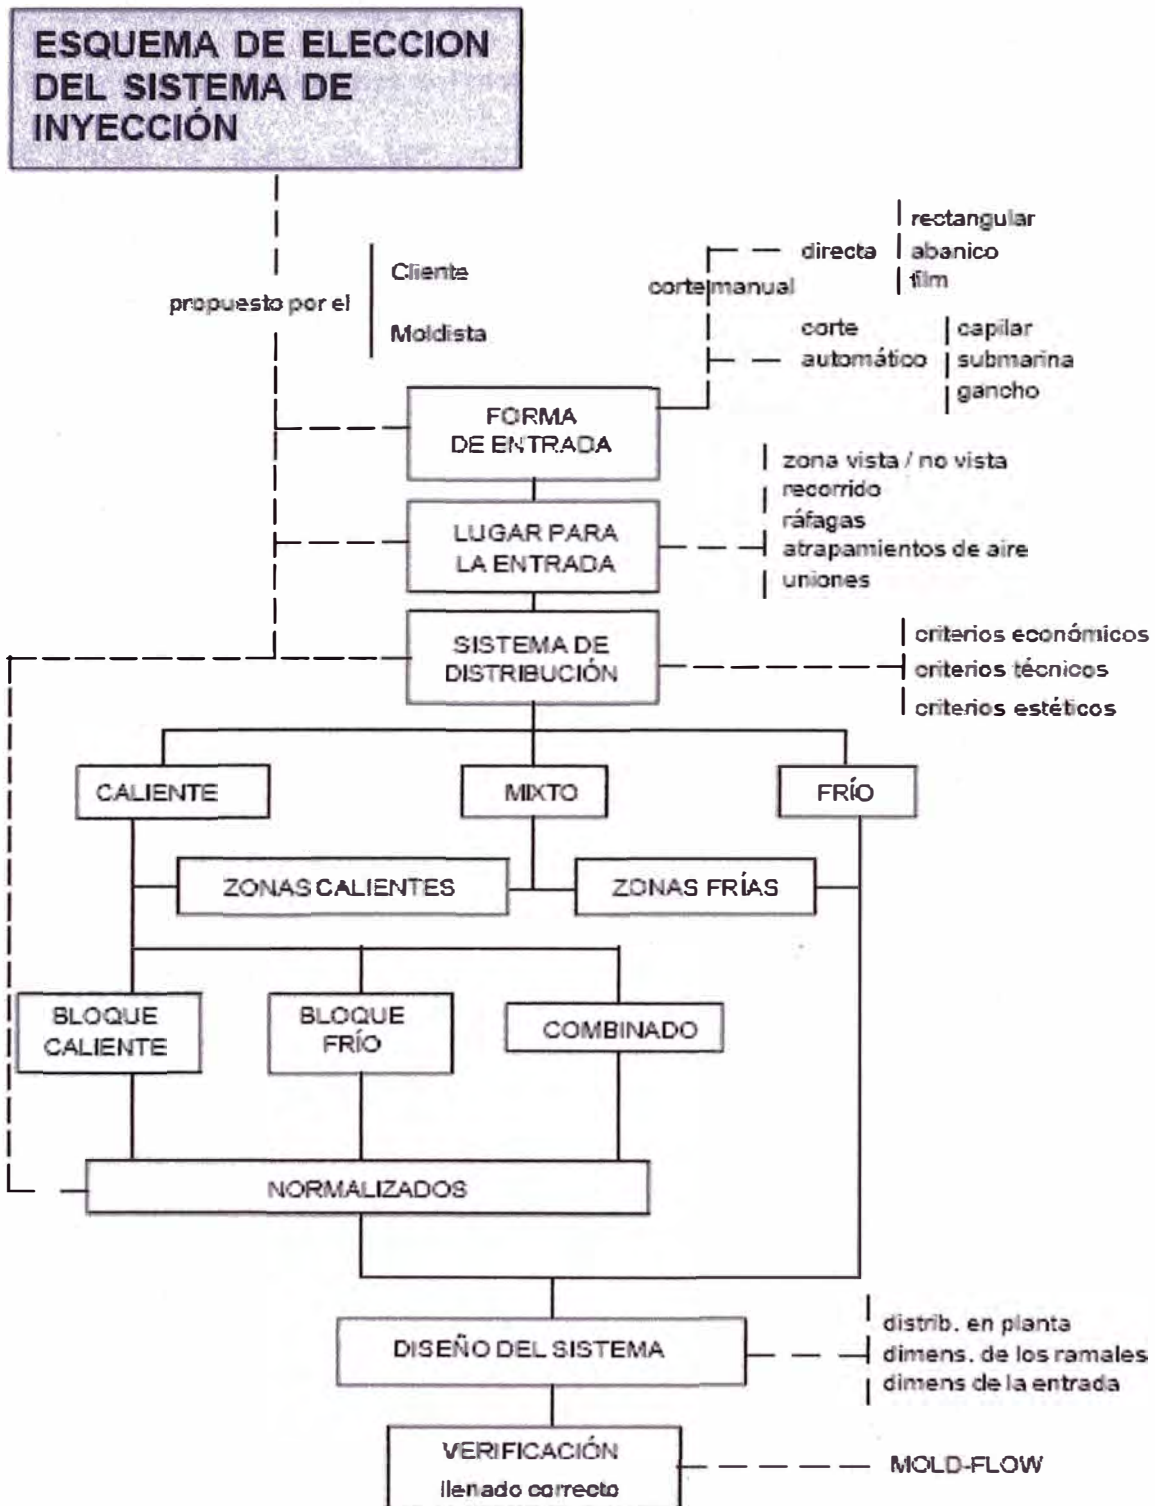 ESQUEMA DE ELECCION
DEL SISTEMA DE
INYECCIÓN
propuesto por el
Cliente
Moldista
corte manual
directa
rectangular
abanico
film
corte
automático
capilar
submarina
gancho
FORMA
DE ENTRADA
LUGAR PARA
LA ENTRADA
zona vista / no vista
recorrido
ráfagas
atrapamientos de aire
uniones
SISTEMA DE
DISTRIBUCIÓN
criterios económicos
criterios técnicos
criterios estéticos
CALIENTE
MIXTO
FRÍO
ZONAS CALIENTES
ZONAS FRÍAS
BLOQUE
CALIENTE
BLOQUE
FRÍO
COMBINADO
NORMALIZADOS
DISEÑO DEL SISTEMA
distrib. en planta
dimens. de los ramales
dimens de la entrada
VERIFICACIÓN
llenado correcto
MOLD-FLOW